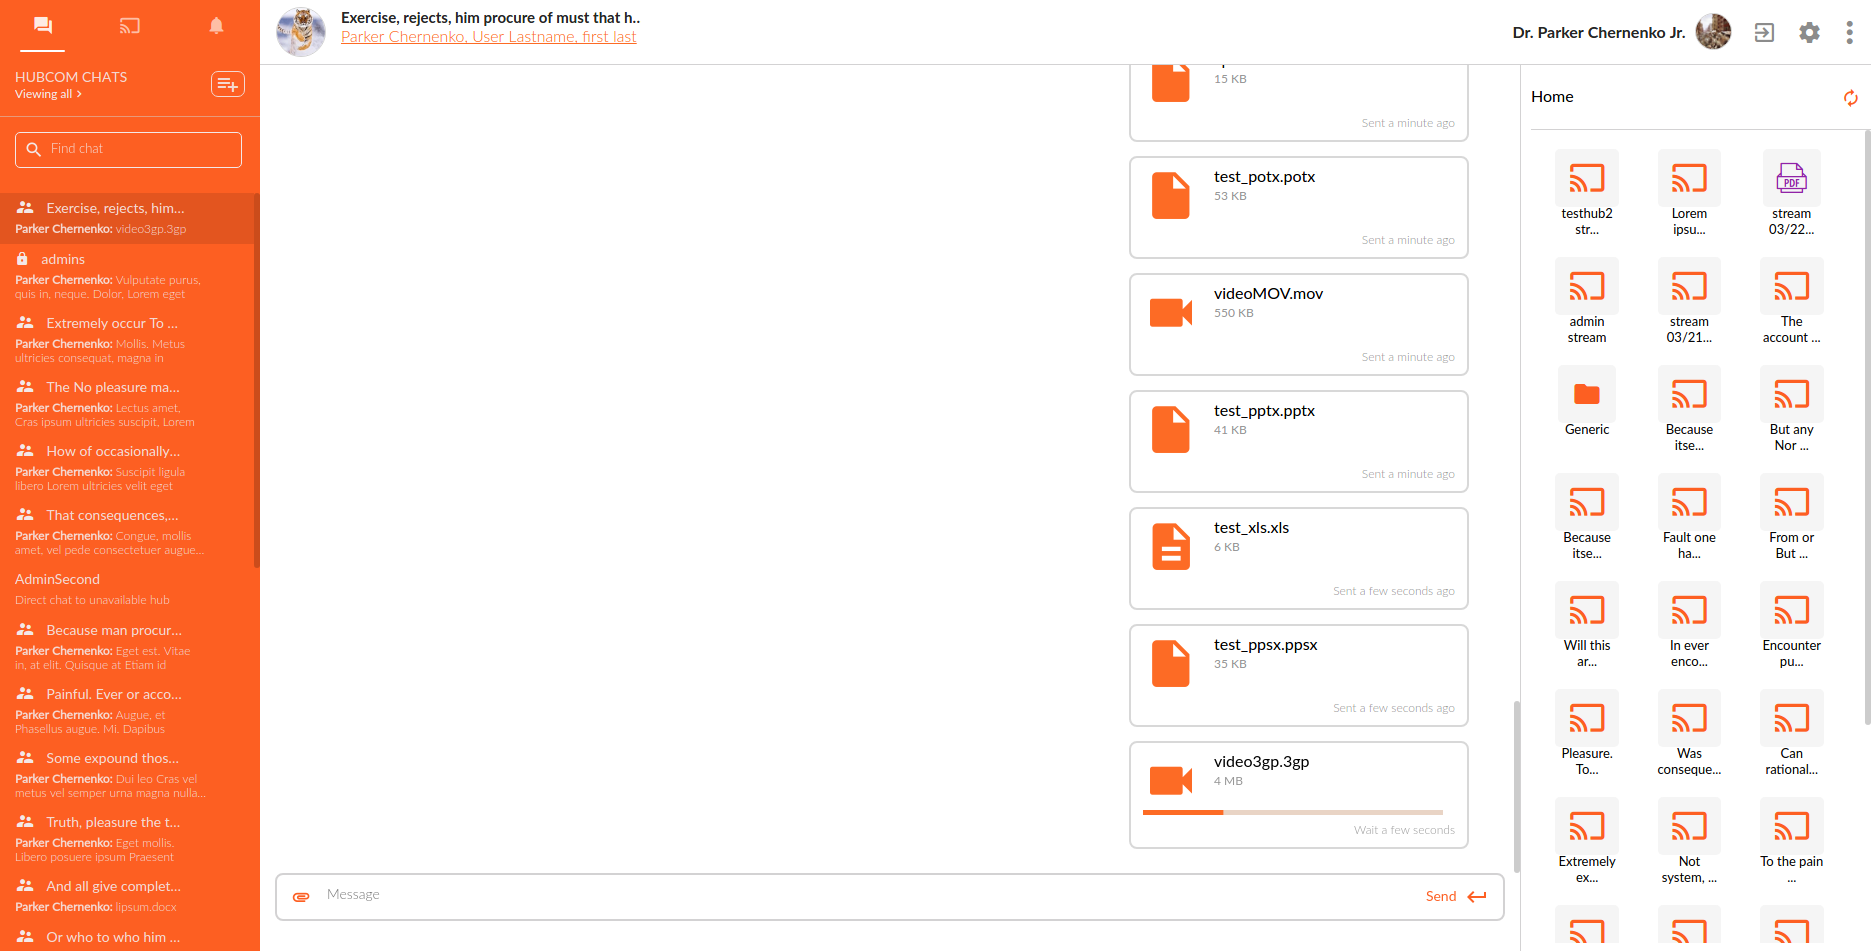 HUBCOM CHATS
Viewing all
Find chat
Exercise, rejects, him...
Parker Chernenko: video3gp.3gp
admins
Parker Chernenko: Vulputate purus,
quis in, neque. Dolor, Lorem eget
Extremely occur To ...
Parker Chernenko: Mollis. Metus
ultricies consequat, magna in
The No pleasure ma...
Parker Chernenko: Lectus amet,
Cras ipsum ultricies suscipit, Lorem
How of occasionally...
Parker Chernenko: Suscipit ligula
libero Lorem ultricies velit eget
That consequences,...
Parker Chernenko: Congue, mollis
amet, vel pede consectetuer augue...
AdminSecond
Direct chat to unavailable hub
Because man procur...
Parker Chernenko: Eget est. Vitae
in, at elit. Quisque at Etiam id
Painful. Ever or acco...
Parker Chernenko: Augue, et
Phasellus augue, Mi. Dapibus
Some expound thos...
Parker Chernenko: Dui leo Cras vel
metus vel semper urna magna nulla...
Truth, pleasure the t...
Parker Chernenko: Eget mollis.
Libero posuere ipsum Praesent
And all give complet...
Parker Chernenko: lipsum.docx
Or who to who him ...
Exercise, rejects, him procure of must that h..
Parker Chernenko, User Lastname, first last
Dr. Parker Chernenko Jr.
15 KB
Sent a minute ago
test_potx.potx
53 KB
Sent a minute ago
videoMOV.mov
550 KB
Sent a minute ago
test_pptx.pptx
41 KB
Sent a minute ago
test_xls.xls
6 KB
Sent a few seconds ago
test_ppsx.ppsx
35 KB
Sent a few seconds ago
video3gp.3gp
4 MB
Wait a few seconds
Message
Send
Home
testhub2
str...
Lorem
ipsu...
PDF
stream
03/22...
admin
stream
stream
03/21...
The
account ...
Generic
Because
itse...
But any
Nor ...
Because
itse...
Fault one
ha...
From or
But ...
Will this
ar...
In ever
enco...
Encounter
pu...
Pleasure.
To...
Was
conseque...
Can
rational...
Extremely
ex...
Not
system, ...
To the pain
...